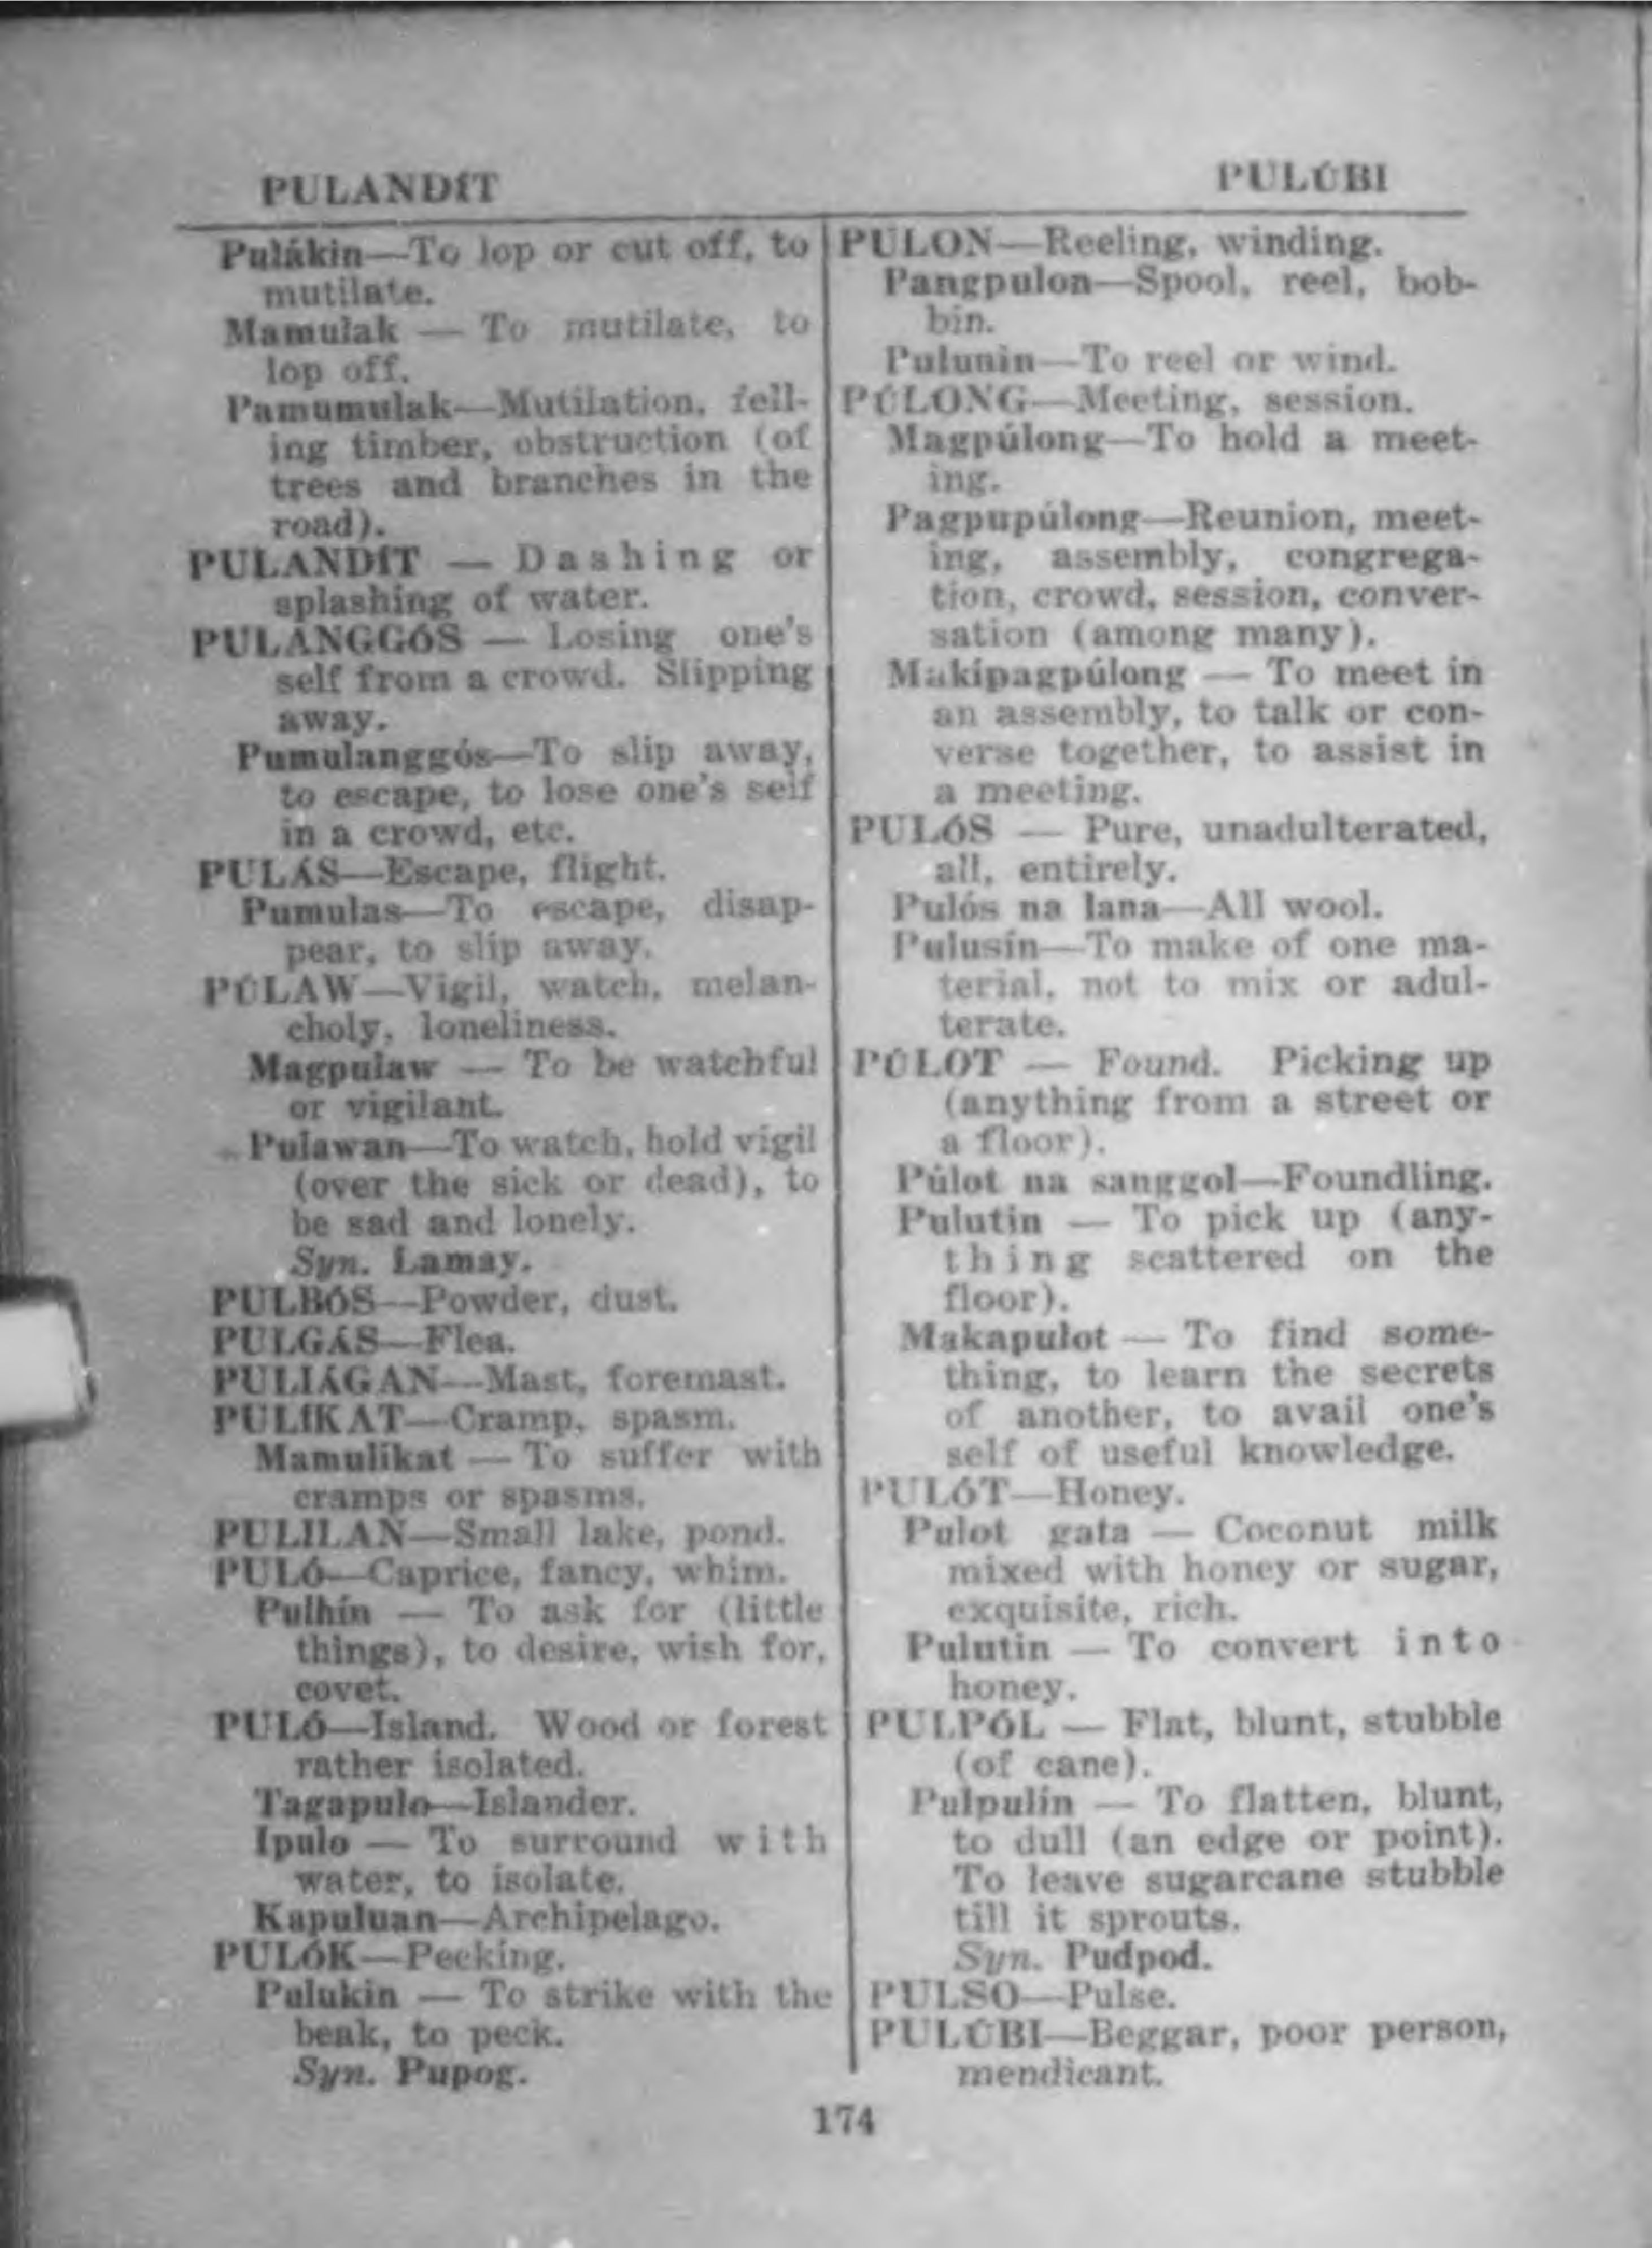 PULANDÍT
PULÚBI
Pulákin—To lop or cut off, to
mutilate.
Mamulak — To mutilate, to
lop off.
Pamumulak—Mutilation, fell-
ing timber, obstruction (of
trees and branches in the
road).
PULANDÍT — Dashing or
splashing of water.
PULANGGÓS — Losing one's
self from a crowd. Slipping
away.
Pumulanggós—To slip away,
to escape, to lose one's self
in a crowd, etc.
PULÁS—Escape, flight.
Pumulas—To escape, disap-
pear, to slip away.
PÚLAW—Vigil, watch, melan-
choly, loneliness.
Magpulaw — To be watchful
or vigilant.
Pulawan—To watch, hold vigil
(over the sick or dead), to
be sad and lonely.
Syn. Lamay.
PULBÓS—Powder, dust.
PULGÁS—Flea.
PULIÁGAN—Mast, foremast.
PULÍKAT—Cramp, spasm.
Mamulikat — To suffer with
cramps or spasms.
PULILAN—Small lake, pond.
PULÓ—Caprice, fancy, whim.
Pulhín — To ask for (little
things), to desire, wish for,
covet.
PULÓ—Island. Wood or forest
rather isolated.
Tagapulo—Islander.
Ipulo — To surround with
water, to isolate.
Kapuluan—Archipelago.
PULÓK—Pecking.
Pulukin — To strike with the
beak, to peck.
Syn. Pupog.
PULON—Reeling, winding.
Pangpulon—Spool, reel, bob-
bin.
Pulunin—To reel or wind.
PÚLONG—Meeting, session.
Magpúlong—To hold a meet-
ing.
Pagpupúlong—Reunion, meet-
ing, assembly, congrega-
tion, crowd, session, conver-
sation (among many).
Makipagpúlong — To meet in
an assembly, to talk or con-
verse together, to assist in
a meeting.
PULÓS — Pure, unadulterated,
all, entirely.
Pulós na lana—All wool.
Pulusín—To make of one ma-
terial, not to mix or adul-
terate.
PÚLOT — Found. Picking up
(anything from a street or
a floor).
Púlot na sanggol—Foundling.
Pulutin — To pick up (any-
thing scattered on the
floor).
Makapulot — To find some-
thing, to learn the secrets
of another, to avail one's
self of useful knowledge.
PULÓT—Honey.
Pulot gata — Coconut milk
mixed with honey or sugar,
exquisite, rich.
Pulutin — To convert into
honey.
PULPÓL — Flat, blunt, stubble
(of cane).
Pulpulin — To flatten, blunt,
to dull (an edge or point).
To leave sugarcane stubble
till it sprouts.
Syn. Pudpod.
PULSO—Pulse.
PULÚBI—Beggar, poor person,
mendicant.
174